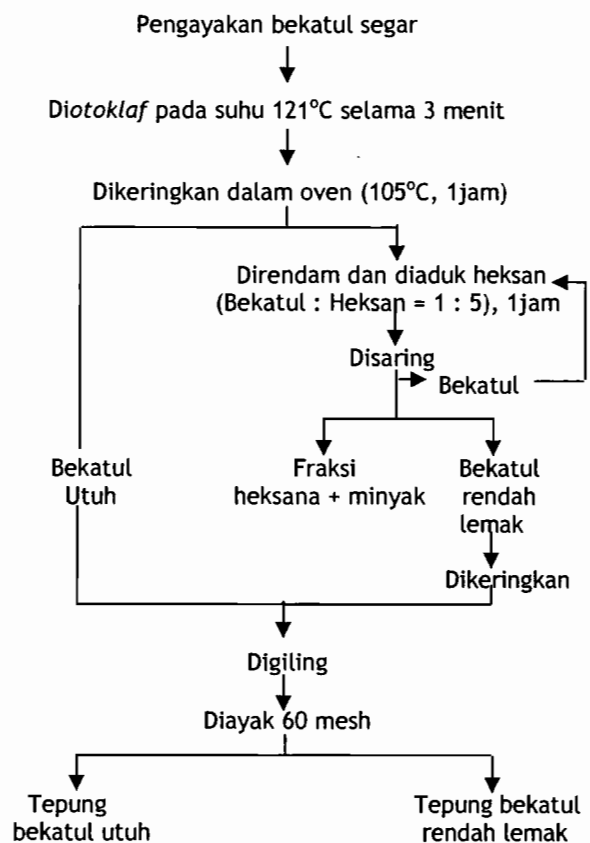 Pengayakan bekatul segar
Diotoklaf pada suhu 121°C selama 3 menit
Dikeringkan dalam oven (105°C, 1jam)
Direndam dan diaduk heksan
(Bekatul : Heksan = 1 : 5), 1jam
Disaring
Bekatul
Bekatul
Utuh
Fraksi
heksana + minyak
Bekatul
rendah
lemak
Dikeringkan
Digiling
Diayak 60 mesh
Tepung
bekatul utuh
Tepung bekatul
rendah lemak